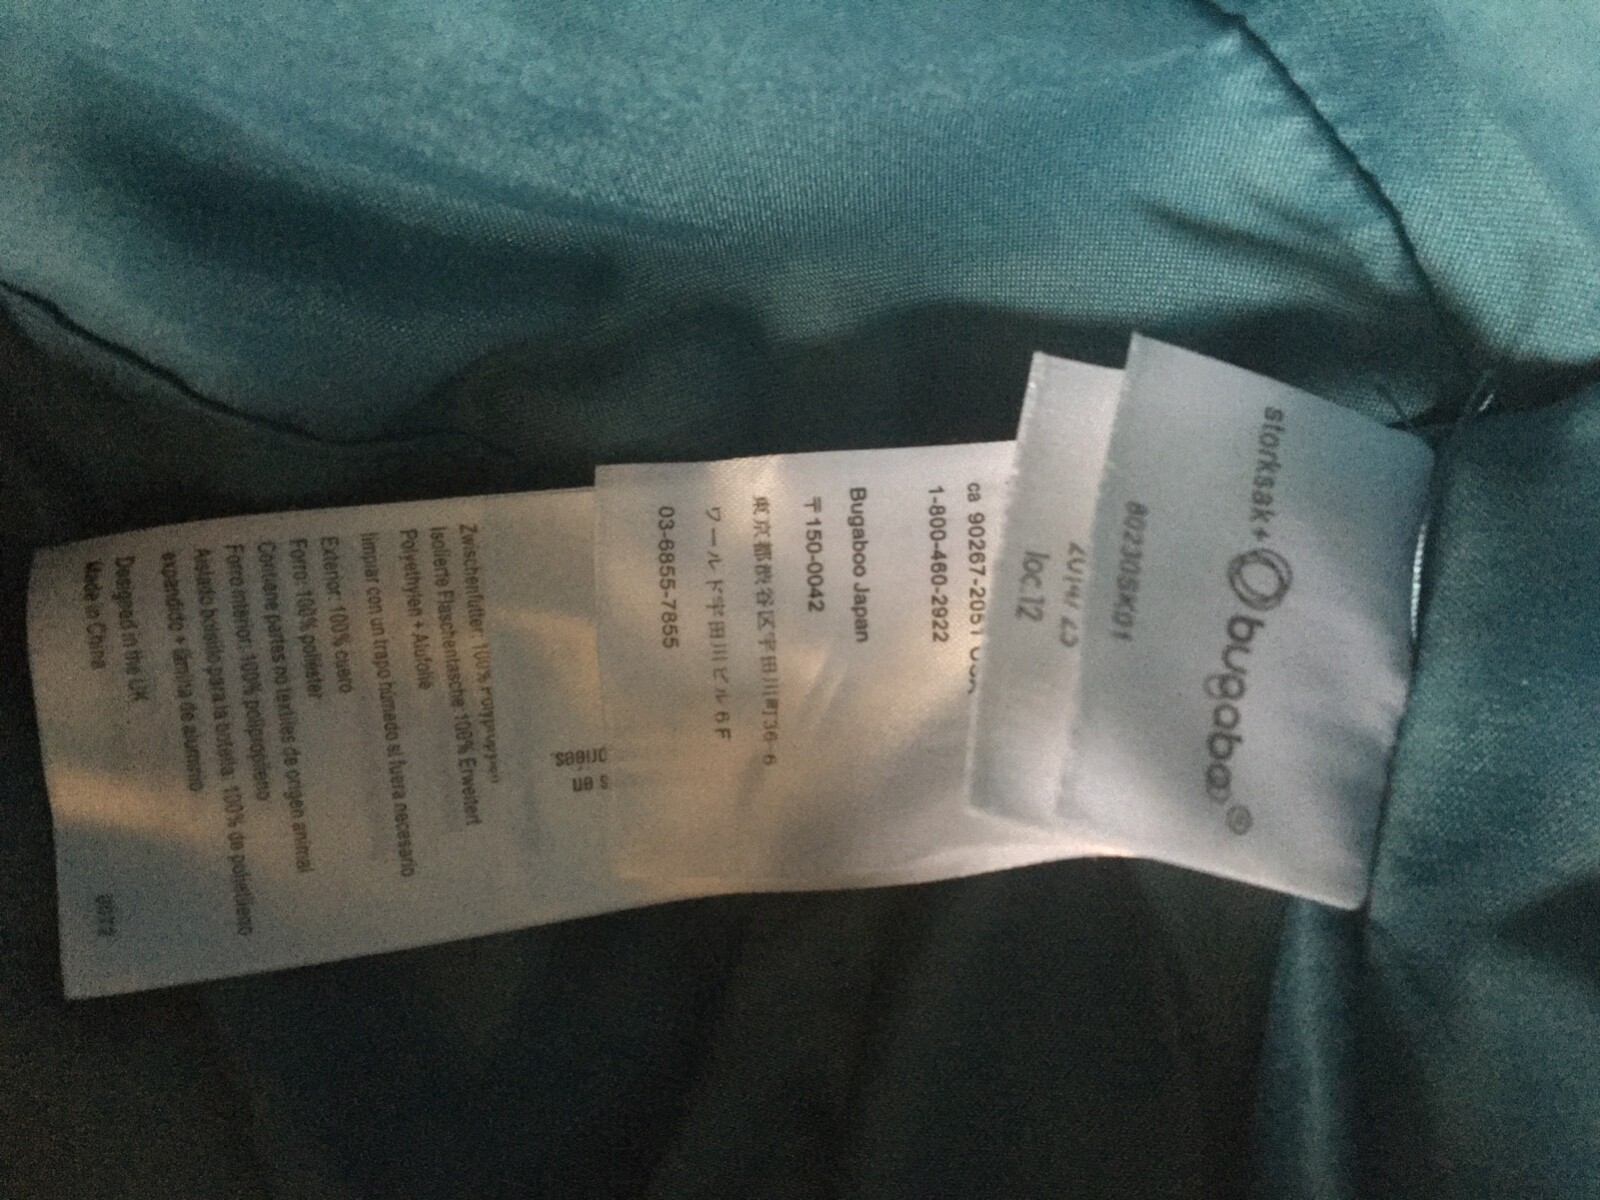 storksak + bugaboo®
80230SK01
loc.12
ca 90267-2051 USA
1-800-460-2922
Bugaboo Japan
〒150-0042
東京都渋谷区宇田川町36-6
ワールド宇田川ビル6F
03-6855-7855
Zwischenfutter: 100%
Isolierte Flaschentasche 100% Erweitert
Polyethylen + Alufolie
limpiar con un trapo húmado si fuera necesario
Exterior: 100% cuero
Forro: 100% poliéster
Contiene partes no textiles de origen animal
Forro interior: 100% polipropileno
Aislado bolsillo para la botella: 100% de polietileno
expandido + lámina de aluminio
Designed in the UK
Made in China